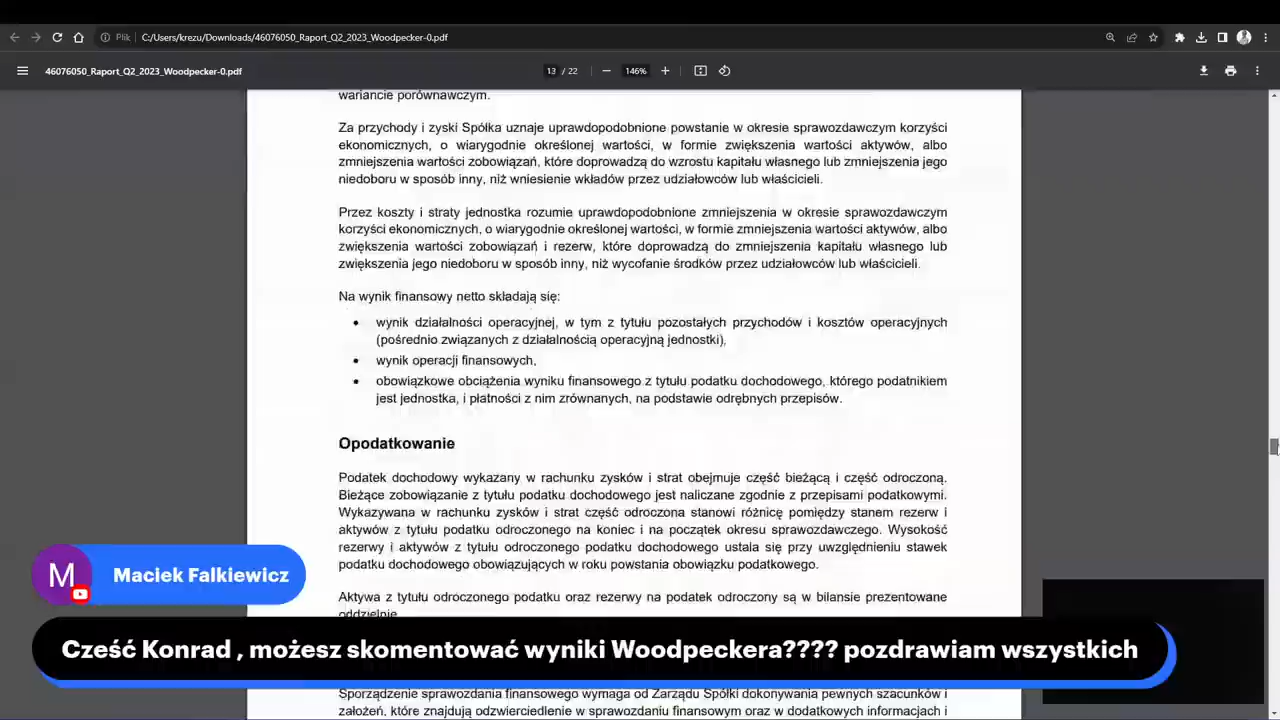 Plik
C:/Users/krezu/Downloads/46076050_Raport_Q2_2023_Woodpecker-0.pdf
46076050_Raport_Q2_2023_Woodpecker-0.pdf
13 / 22
146%
wariancie porównawczym.
Za przychody i zyski Spółka uznaje uprawdopodobnione powstanie w okresie sprawozdawczym korzyści
ekonomicznych, o wiarygodnie określonej wartości, w formie zwiększenia wartości aktywów, albo
zmniejszenia wartości zobowiązań, które doprowadzą do wzrostu kapitału własnego lub zmniejszenia jego
niedoboru w sposób inny, niż wniesienie wkładów przez udziałowców lub właścicieli.
Przez koszty i straty jednostka rozumie uprawdopodobnione zmniejszenia w okresie sprawozdawczym
korzyści ekonomicznych, o wiarygodnie określonej wartości, w formie zmniejszenia wartości aktywów, albo
zwiększenia wartości zobowiązań i rezerw, które doprowadzą do zmniejszenia kapitału własnego lub
zwiększenia jego niedoboru w sposób inny, niż wycofanie środków przez udziałowców lub właścicieli.
Na wynik finansowy netto składają się:
• wynik działalności operacyjnej, w tym z tytułu pozostałych przychodów i kosztów operacyjnych
(pośrednio związanych z działalnością operacyjną jednostki),
• wynik operacji finansowych,
• obowiązkowe obciążenia wyniku finansowego z tytułu podatku dochodowego, którego podatnikiem
jest jednostka, i płatności z nim zrównanych, na podstawie odrębnych przepisów.
Opodatkowanie
Podatek dochodowy wykazany w rachunku zysków i strat obejmuje część bieżącą i część odroczoną.
Bieżące zobowiązanie z tytułu podatku dochodowego jest naliczane zgodnie z przepisami podatkowymi.
Wykazywana w rachunku zysków i strat część odroczona stanowi różnicę pomiędzy stanem rezerw i
aktywów z tytułu podatku odroczonego na koniec i na początek okresu sprawozdawczego. Wysokość
rezerwy i aktywów z tytułu odroczonego podatku dochodowego ustala się przy uwzględnieniu stawek
podatku dochodowego obowiązujących w roku powstania obowiązku podatkowego.
Aktywa z tytułu odroczonego podatku oraz rezerwy na podatek odroczony są w bilansie prezentowane
oddzielnie.
M
Maciek Falkiewicz
Cześć Konrad , możesz skomentować wyniki Woodpeckera???? pozdrawiam wszystkich
Sporządzenie sprawozdania finansowego wymaga od Zarządu Spółki dokonywania pewnych szacunków i
założeń, które znajdują odzwierciedlenie w sprawozdaniu finansowym oraz w dodatkowych informacjach i